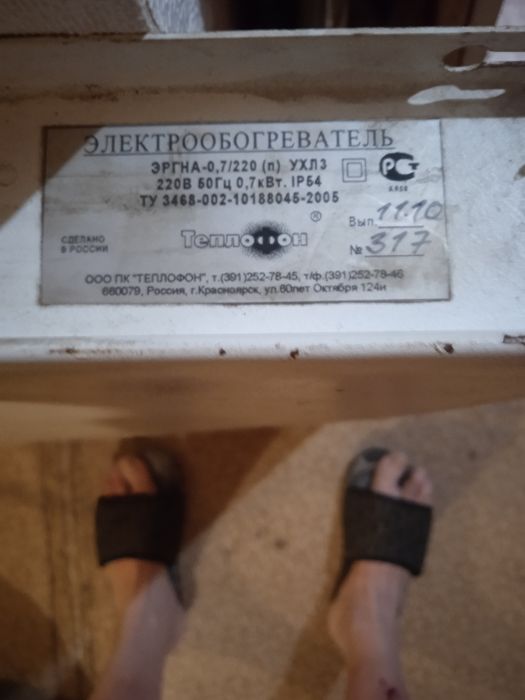 ЭЛЕКТРООБОГРЕВАТЕЛЬ
ЭРГНА-0,7/220 (п) УХЛ3
220В 50Гц 0,7кВт. IP54
ТУ 3468-002-10188045-2005
Вып. 11.10
СДЕЛАНО
В РОССИИ
Теплофон ®
№ 317
ООО ПК "ТЕПЛОФОН", т.(391)252-78-45, т/ф.(391)252-78-46
660079, Россия, г.Красноярск, ул.60лет Октября 124и